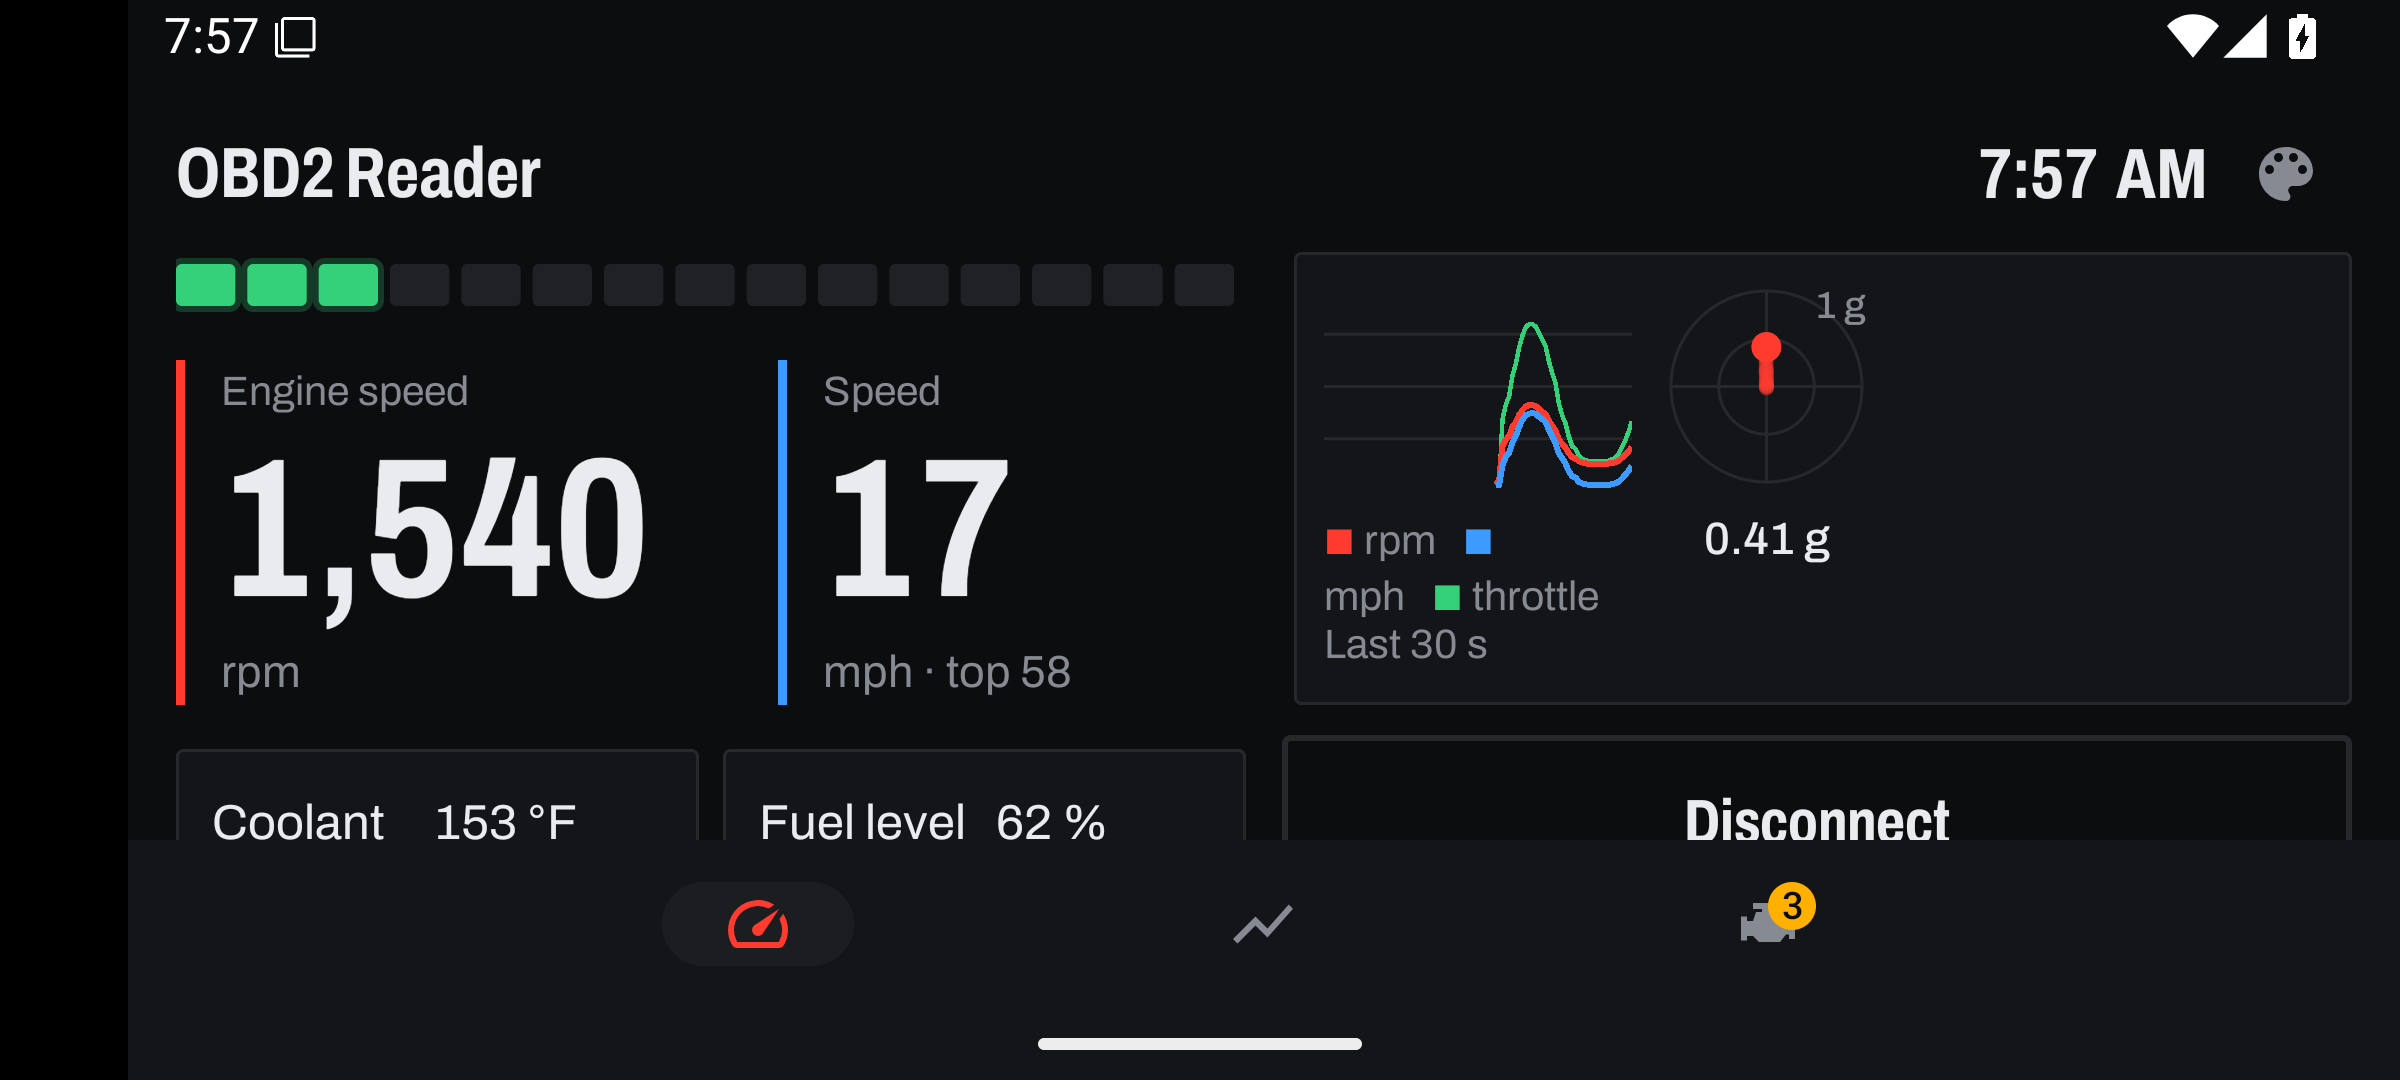 7:57
OBD2 Reader
7:57 AM
Engine speed
1,540
rpm
Speed
17
mph · top 58
1 g
0.41 g
rpm
mph throttle
Last 30 s
Coolant 153 °F
Fuel level 62 %
Disconnect
3